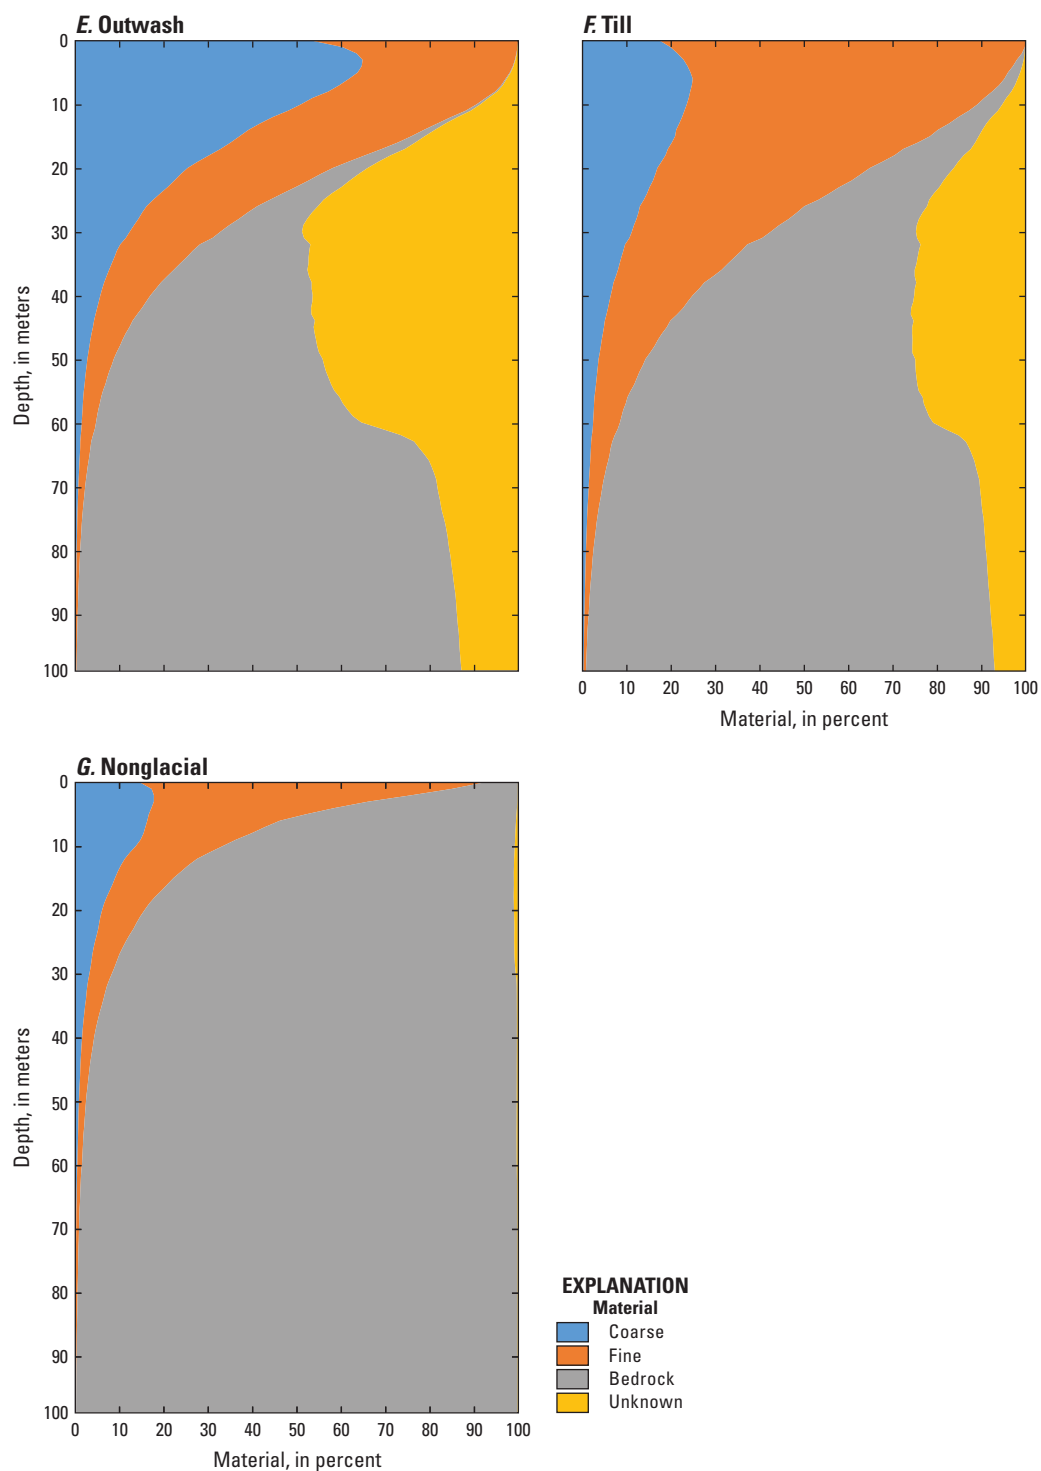 E. Outwash
0
10
20
30
40
50
60
70
80
90
100
Depth, in meters
F. Till
0
10
20
30
40
50
60
70
80
90
100
0 10 20 30 40 50 60 70 80 90 100
Material, in percent
G. Nonglacial
0
10
20
30
40
50
60
70
80
90
100
Depth, in meters
0 10 20 30 40 50 60 70 80 90 100
Material, in percent
EXPLANATION
Material
Coarse
Fine
Bedrock
Unknown